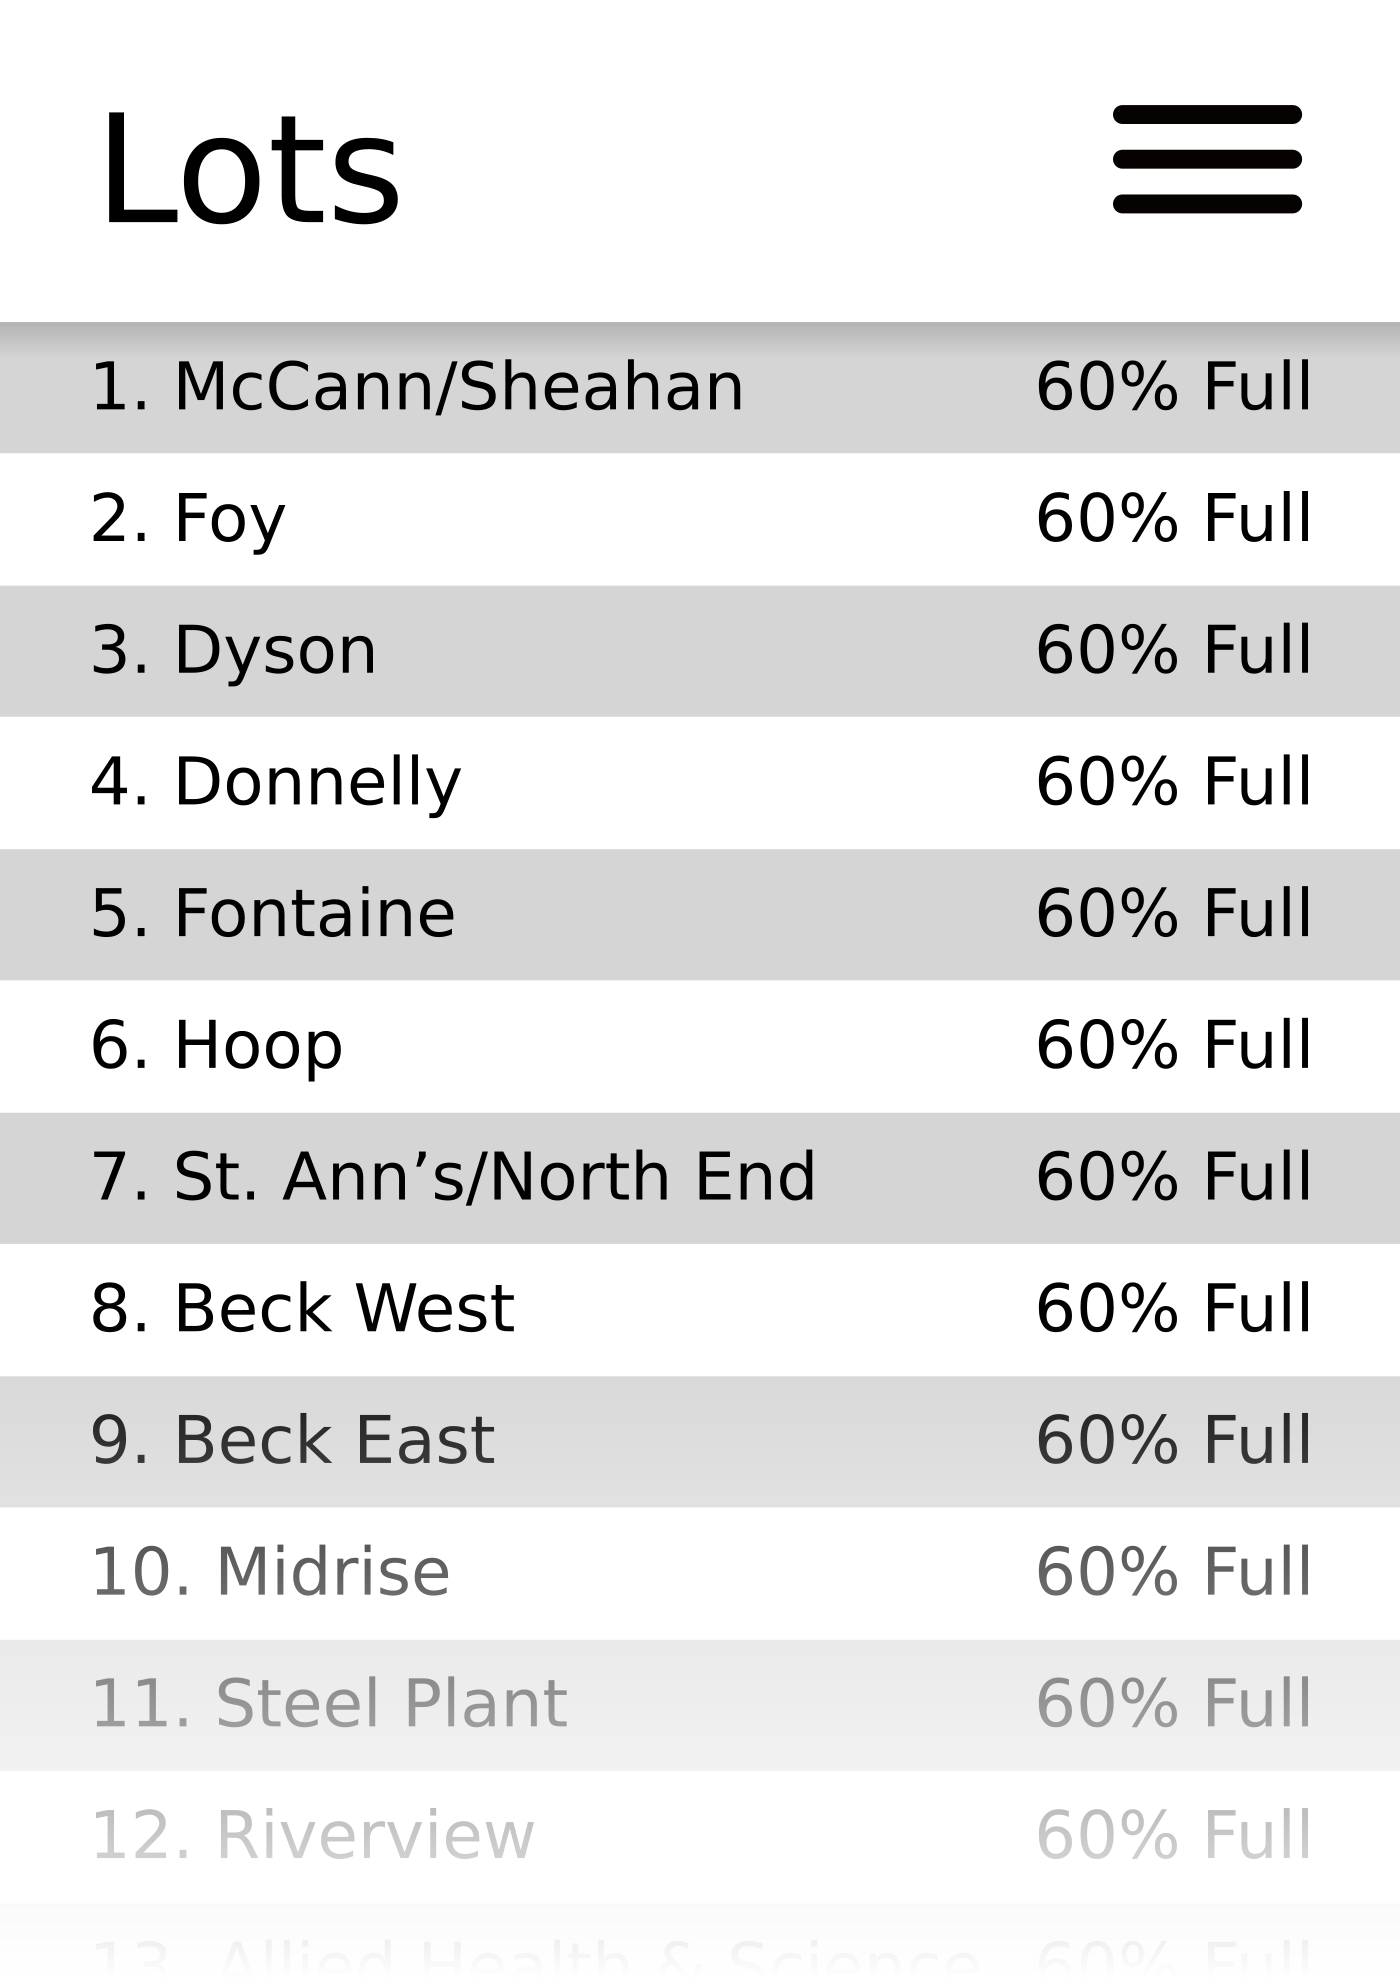 Lots
1. McCann/Sheahan 60% Full
2. Foy 60% Full
3. Dyson 60% Full
4. Donnelly 60% Full
5. Fontaine 60% Full
6. Hoop 60% Full
7. St. Ann’s/North End 60% Full
8. Beck West 60% Full
9. Beck East 60% Full
10. Midrise 60% Full
11. Steel Plant 60% Full
12. Riverview 60% Full
13. Allied Health & Science 60% Full